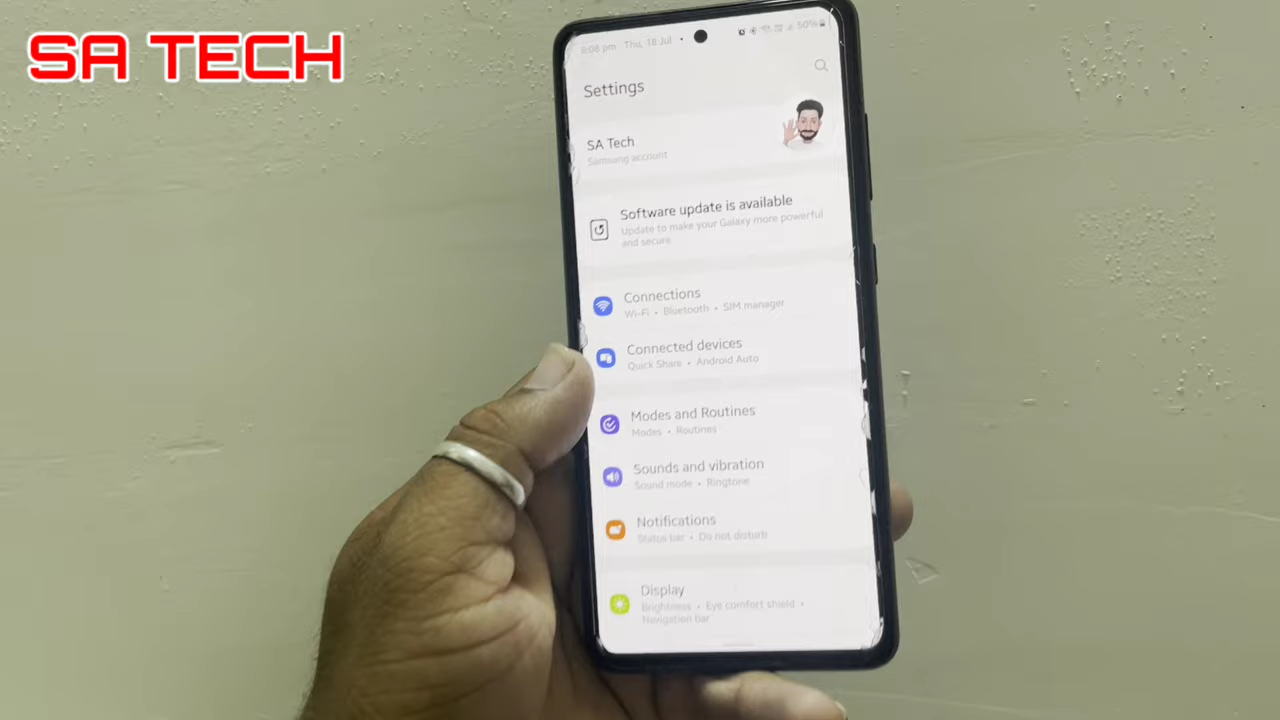 SA TECH
8:08 pm Thu, 18 Jul •
50%
Settings
SA Tech
Samsung account
Software update is available
Update to make your Galaxy more powerful
and secure
Connections
Wi-Fi • Bluetooth • SIM manager
Connected devices
Quick Share • Android Auto
Modes and Routines
Modes • Routines
Sounds and vibration
Sound mode • Ringtone
Notifications
Status bar • Do not disturb
Display
Brightness • Eye comfort shield •
Navigation bar